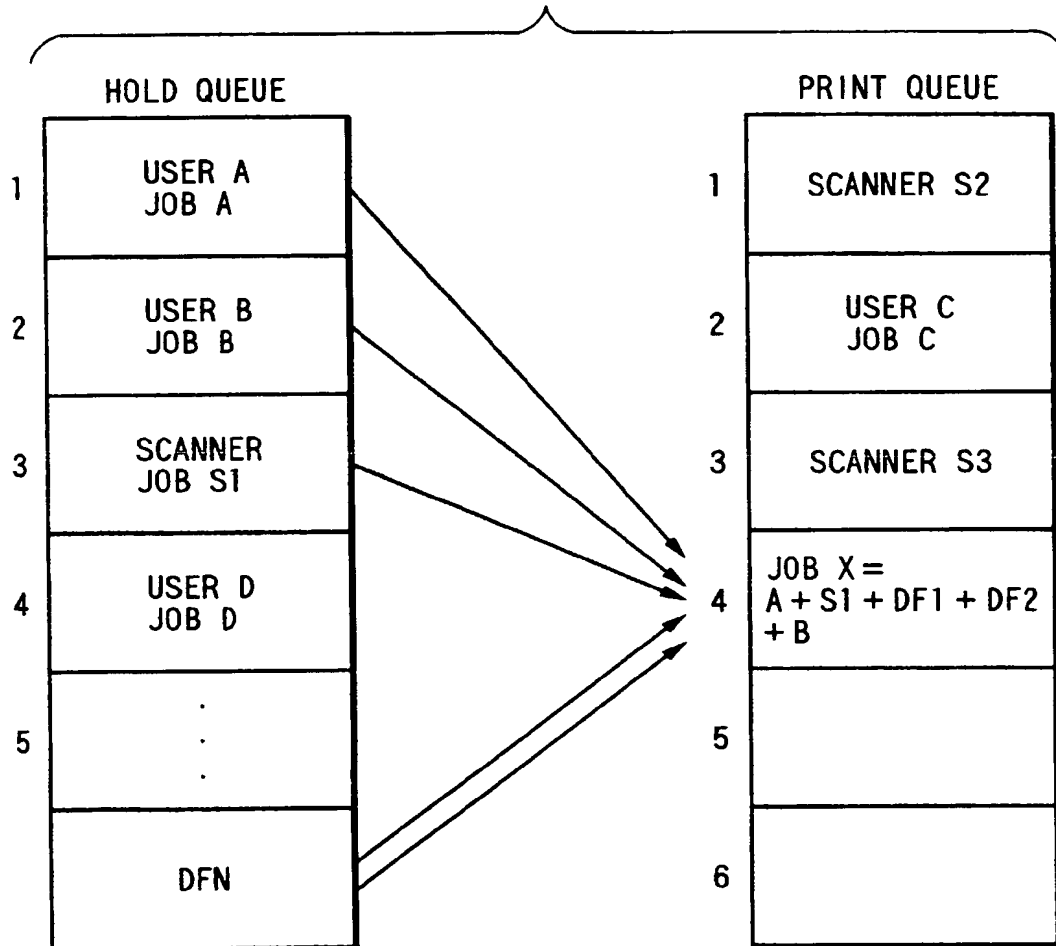 HOLD QUEUE
1
USER A
JOB A
2
USER B
JOB B
3
SCANNER
JOB S1
4
USER D
JOB D
5
.
.
.
DFN
PRINT QUEUE
1
SCANNER S2
2
USER C
JOB C
3
SCANNER S3
4
JOB X =
A + S1 + DF1 + DF2
+ B
5
6